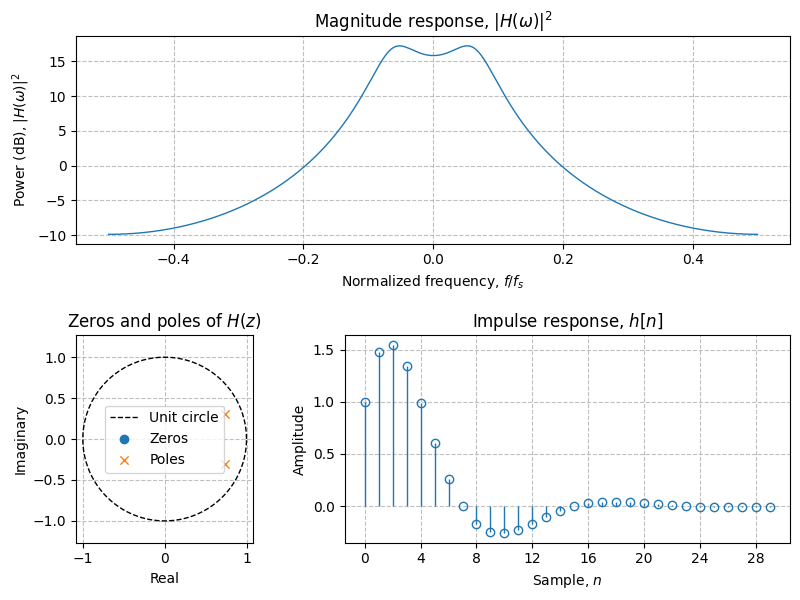 Magnitude response, |H(ω)|²
Power (dB), |H(ω)|²
15
10
5
0
−5
−10
−0.4
−0.2
0.0
0.2
0.4
Normalized frequency, f/fₛ
Zeros and poles of H(z)
Imaginary
1.0
0.5
0.0
−0.5
−1.0
Unit circle
Zeros
Poles
−1
0
1
Real
Impulse response, h[n]
Amplitude
1.5
1.0
0.5
0.0
0
4
8
12
16
20
24
28
Sample, n